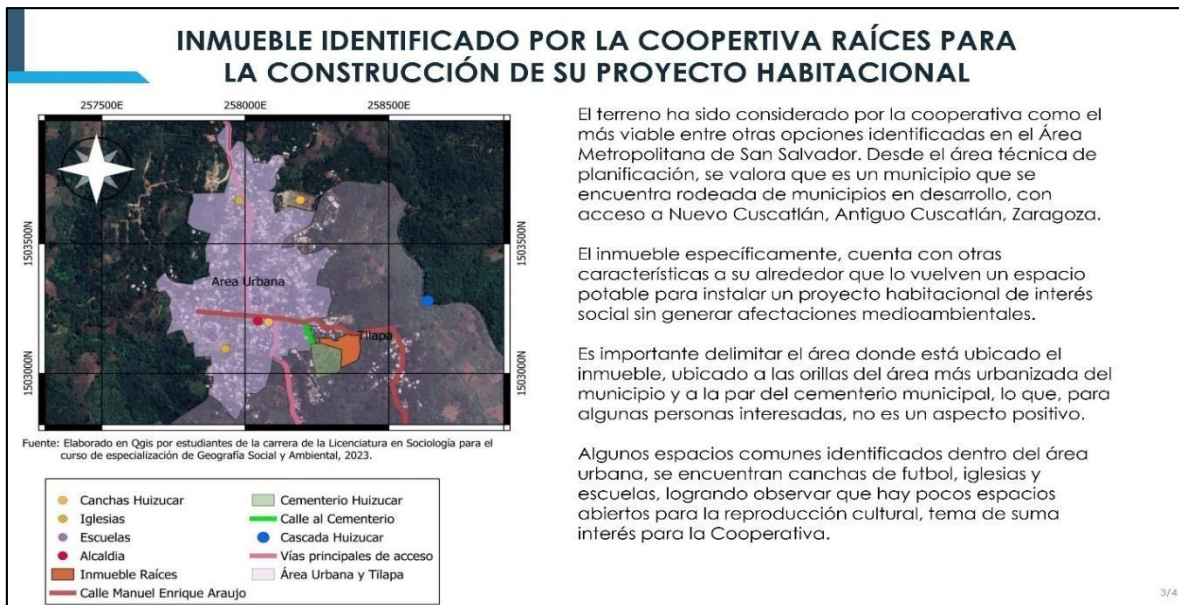 INMUEBLE IDENTIFICADO POR LA COOPERTIVA RAÍCES PARA
LA CONSTRUCCIÓN DE SU PROYECTO HABITACIONAL
257500E
258000E
258500E
1503500N
1503000N
1503500N
1503000N
Area Urbana
Tilapa
Fuente: Elaborado en Qgis por estudiantes de la carrera de la Licenciatura en Sociología para el
curso de especialización de Geografía Social y Ambiental, 2023.
Canchas Huizucar
Iglesias
Escuelas
Alcaldia
Inmueble Raíces
Calle Manuel Enrique Araujo
Cementerio Huizucar
Calle al Cementerio
Cascada Huizucar
Vías principales de acceso
Área Urbana y Tilapa
El terreno ha sido considerado por la cooperativa como el
más viable entre otras opciones identificadas en el Área
Metropolitana de San Salvador. Desde el área técnica de
planificación, se valora que es un municipio que se
encuentra rodeada de municipios en desarrollo, con
acceso a Nuevo Cuscatlán, Antiguo Cuscatlán, Zaragoza.
El inmueble específicamente, cuenta con otras
características a su alrededor que lo vuelven un espacio
potable para instalar un proyecto habitacional de interés
social sin generar afectaciones medioambientales.
Es importante delimitar el área donde está ubicado el
inmueble, ubicado a las orillas del área más urbanizada del
municipio y a la par del cementerio municipal, lo que, para
algunas personas interesadas, no es un aspecto positivo.
Algunos espacios comunes identificados dentro del área
urbana, se encuentran canchas de futbol, iglesias y
escuelas, logrando observar que hay pocos espacios
abiertos para la reproducción cultural, tema de suma
interés para la Cooperativa.
3/4